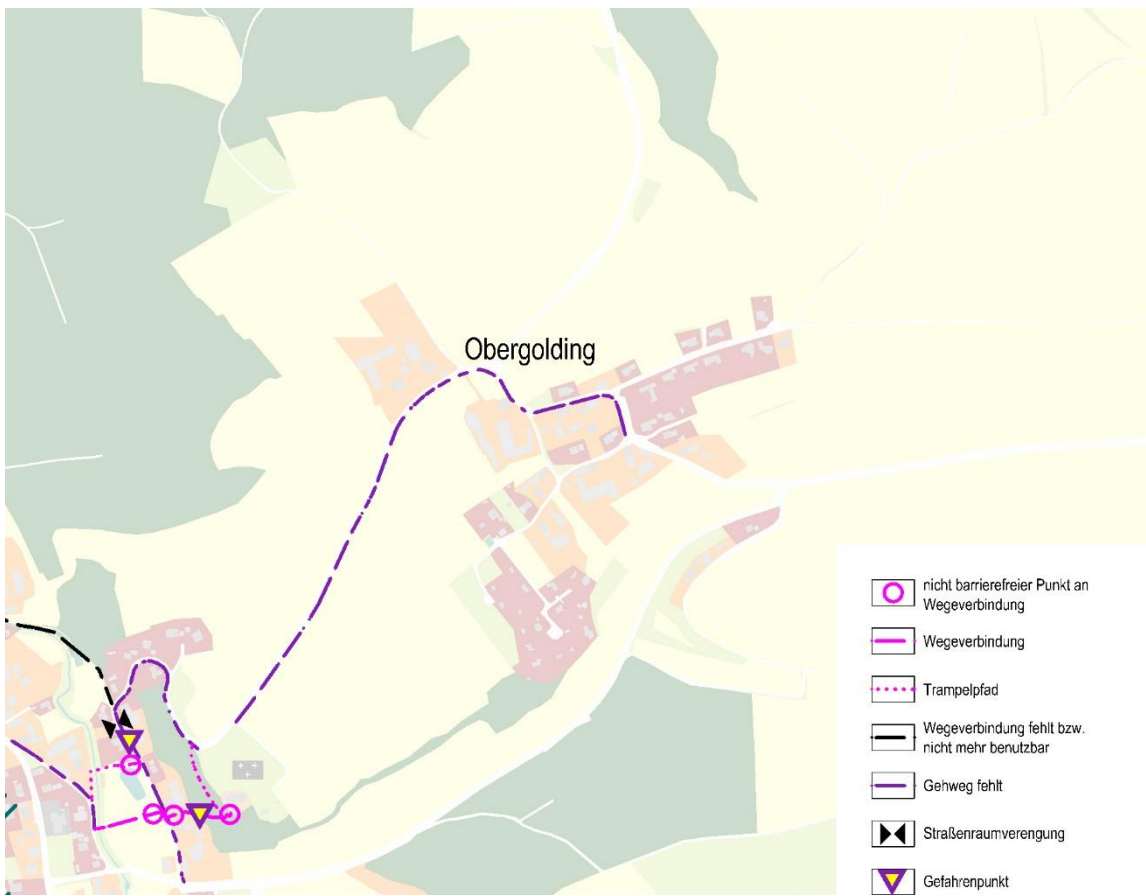 Obergolding
nicht barrierefreier Punkt an
Wegeverbindung
Wegeverbindung
Trampelpfad
Wegeverbindung fehlt bzw.
nicht mehr benutzbar
Gehweg fehlt
Straßenraumverengung
Gefahrenpunkt